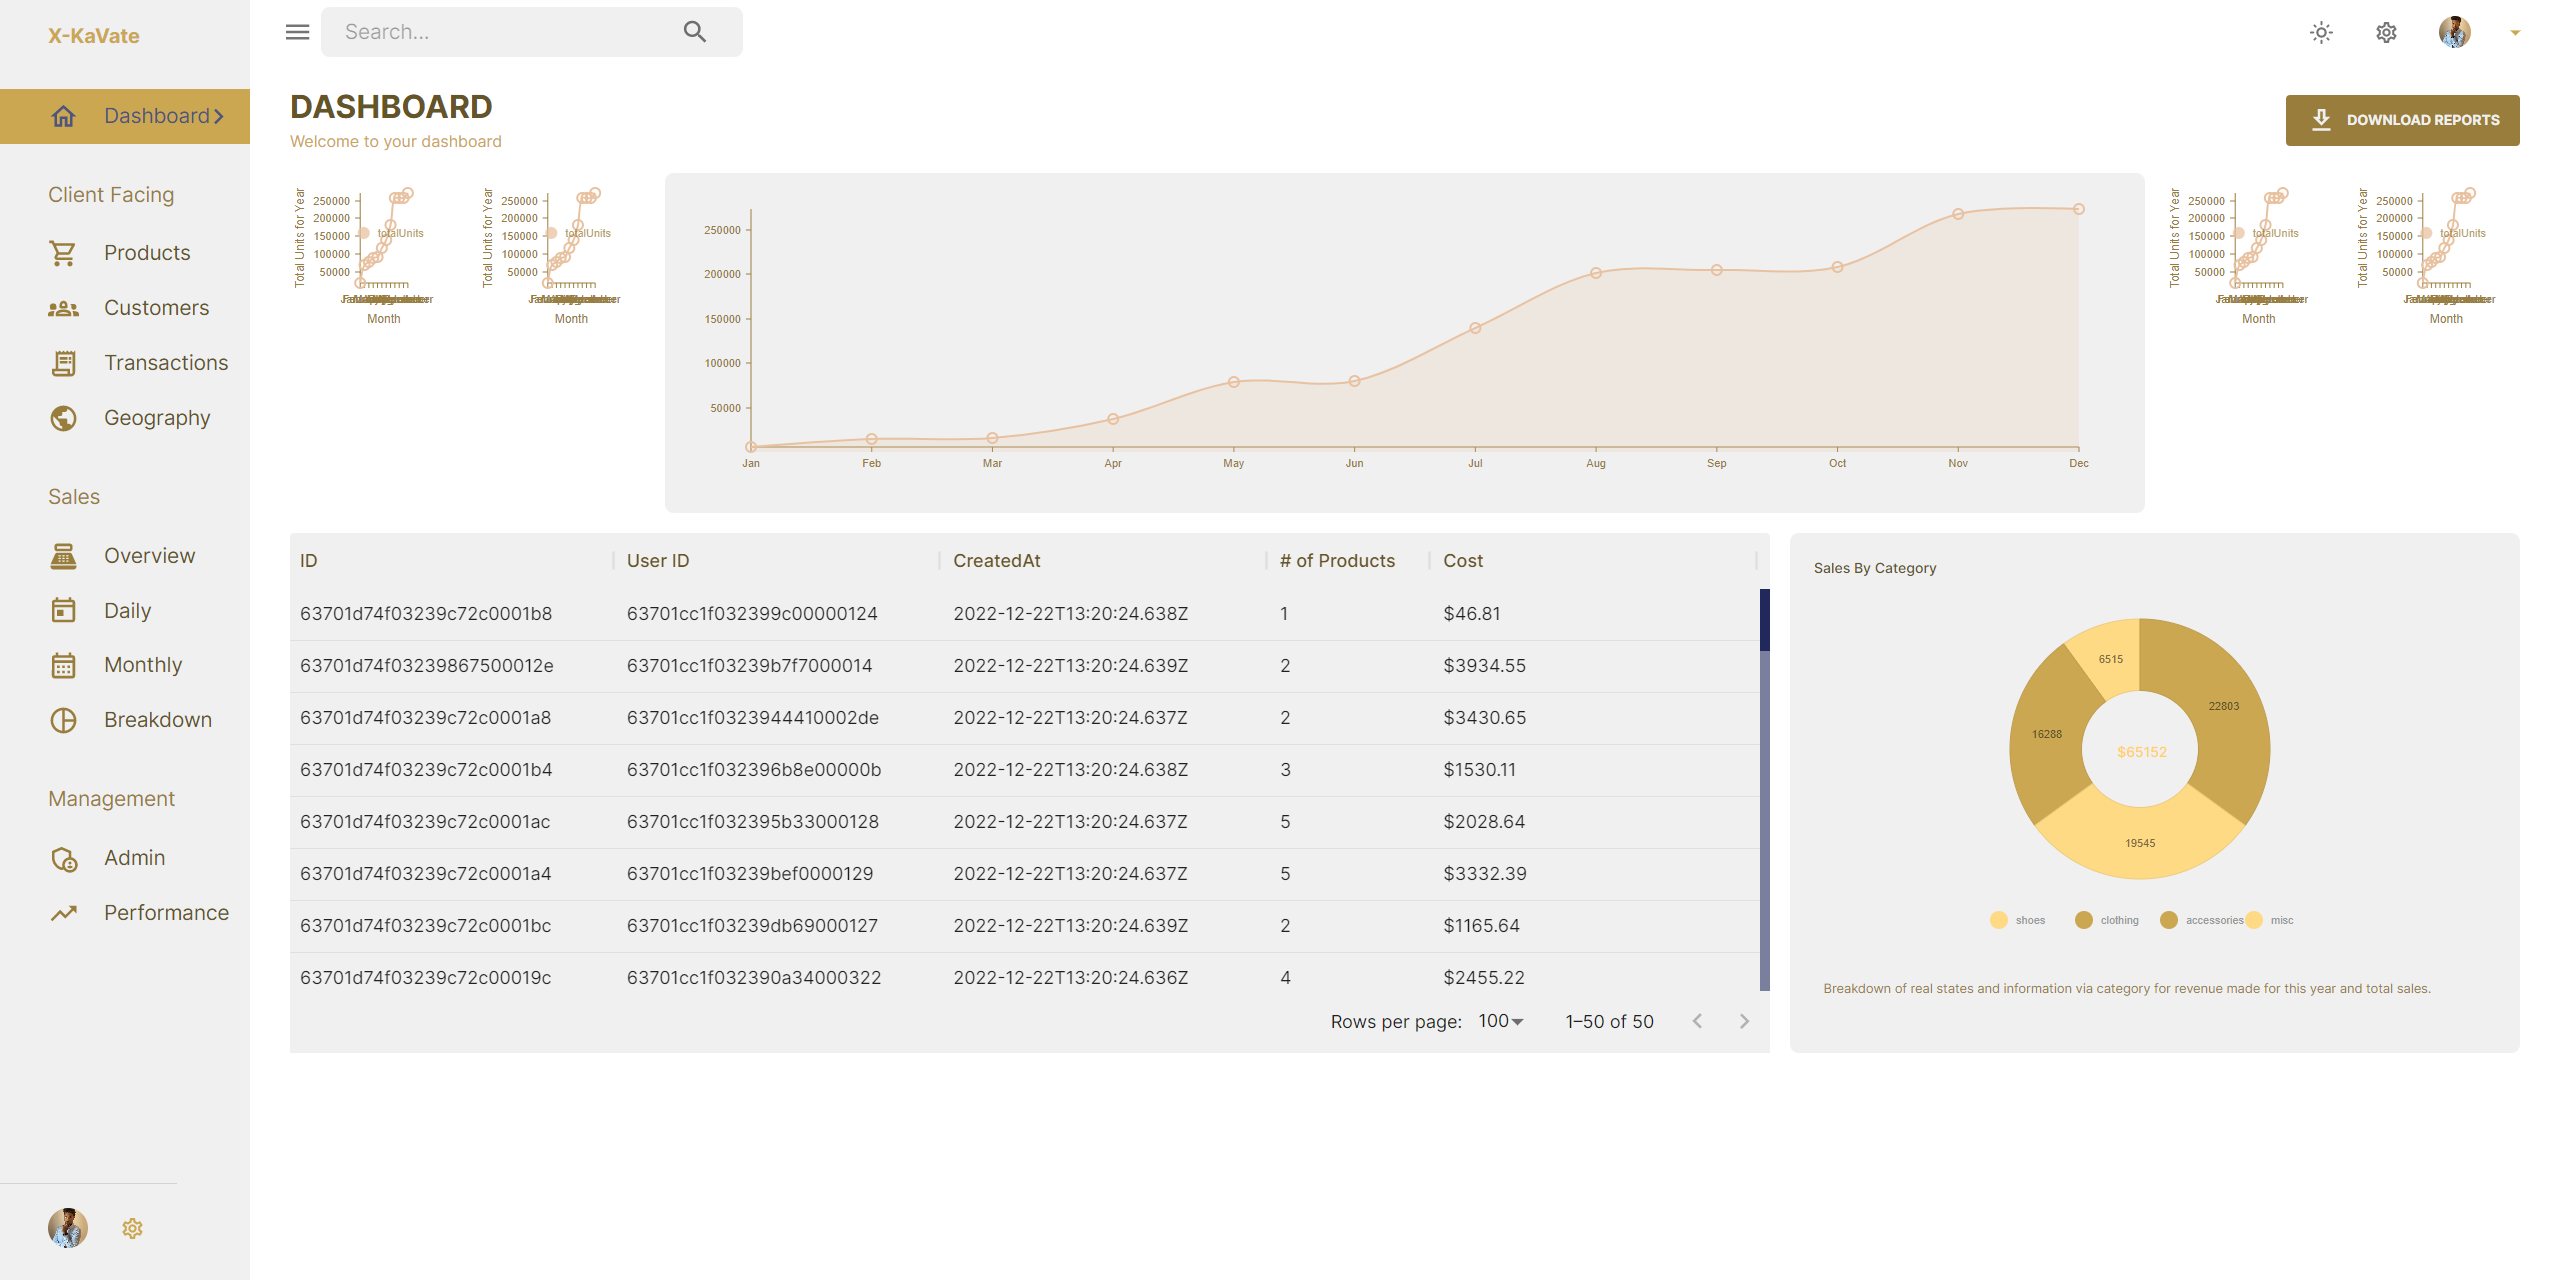 X-KaVate
Search...
Dashboard
Client Facing
Products
Customers
Transactions
Geography
Sales
Overview
Daily
Monthly
Breakdown
Management
Admin
Performance
DASHBOARD
Welcome to your dashboard
DOWNLOAD REPORTS
Total Units for Year
250000
200000
150000
100000
50000
totalUnits
Month
Total Units for Year
250000
200000
150000
100000
50000
totalUnits
Month
250000
200000
150000
100000
50000
Jan Feb Mar Apr May Jun Jul Aug Sep Oct Nov Dec
Total Units for Year
250000
200000
150000
100000
50000
totalUnits
Month
Total Units for Year
250000
200000
150000
100000
50000
totalUnits
Month
ID User ID CreatedAt # of Products Cost
63701d74f03239c72c0001b8 63701cc1f032399c00000124 2022-12-22T13:20:24.638Z 1 $46.81
63701d74f03239867500012e 63701cc1f03239b7f7000014 2022-12-22T13:20:24.639Z 2 $3934.55
63701d74f03239c72c0001a8 63701cc1f0323944410002de 2022-12-22T13:20:24.637Z 2 $3430.65
63701d74f03239c72c0001b4 63701cc1f032396b8e00000b 2022-12-22T13:20:24.638Z 3 $1530.11
63701d74f03239c72c0001ac 63701cc1f032395b33000128 2022-12-22T13:20:24.637Z 5 $2028.64
63701d74f03239c72c0001a4 63701cc1f03239bef0000129 2022-12-22T13:20:24.637Z 5 $3332.39
63701d74f03239c72c0001bc 63701cc1f03239db69000127 2022-12-22T13:20:24.639Z 2 $1165.64
63701d74f03239c72c00019c 63701cc1f032390a34000322 2022-12-22T13:20:24.636Z 4 $2455.22
Rows per page: 100 1–50 of 50
Sales By Category
6515
22803
16288
$65152
19545
shoes clothing accessories misc
Breakdown of real states and information via category for revenue made for this year and total sales.